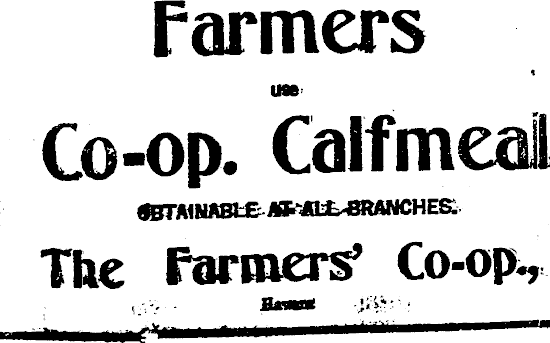 Farmers
use
Co-op. Calfmeal
OBTAINABLE AT ALL BRANCHES.
The Farmers' Co-op.,